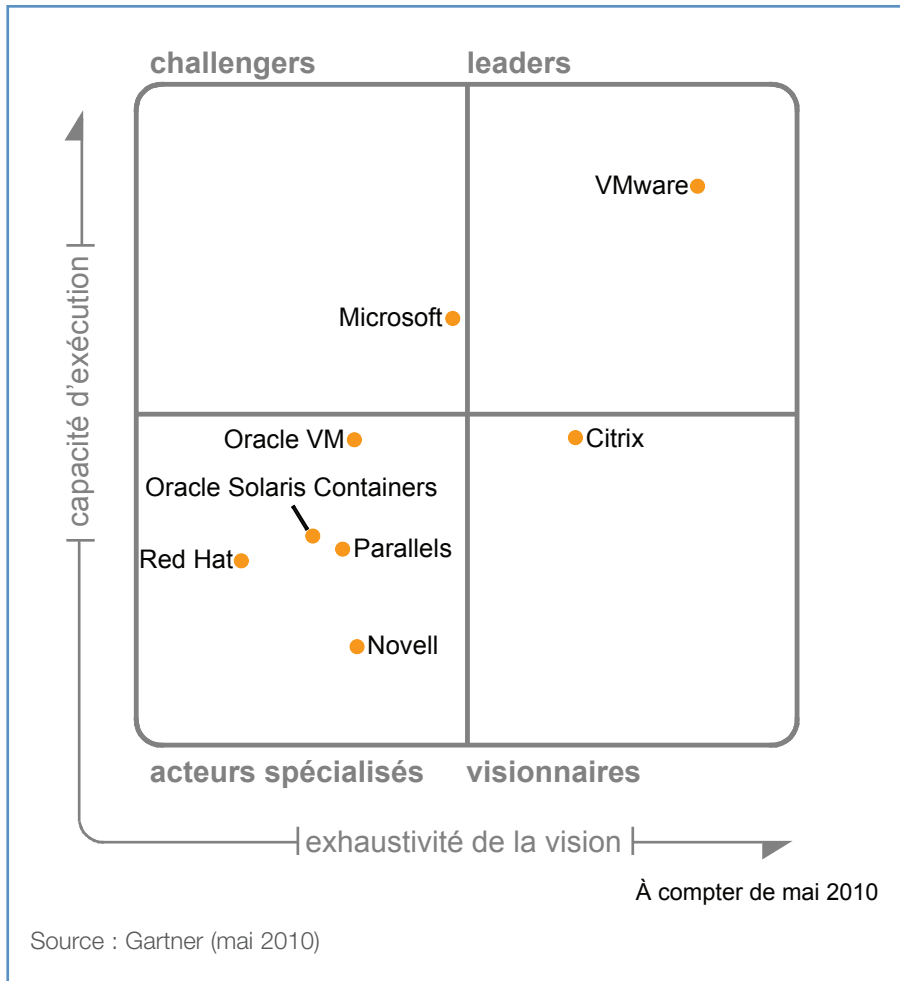 challengers
leaders
VMware
Microsoft
capacité d'exécution
Oracle VM
Citrix
Oracle Solaris Containers
Parallels
Red Hat
Novell
acteurs spécialisés
visionnaires
exhaustivité de la vision
À compter de mai 2010
Source : Gartner (mai 2010)